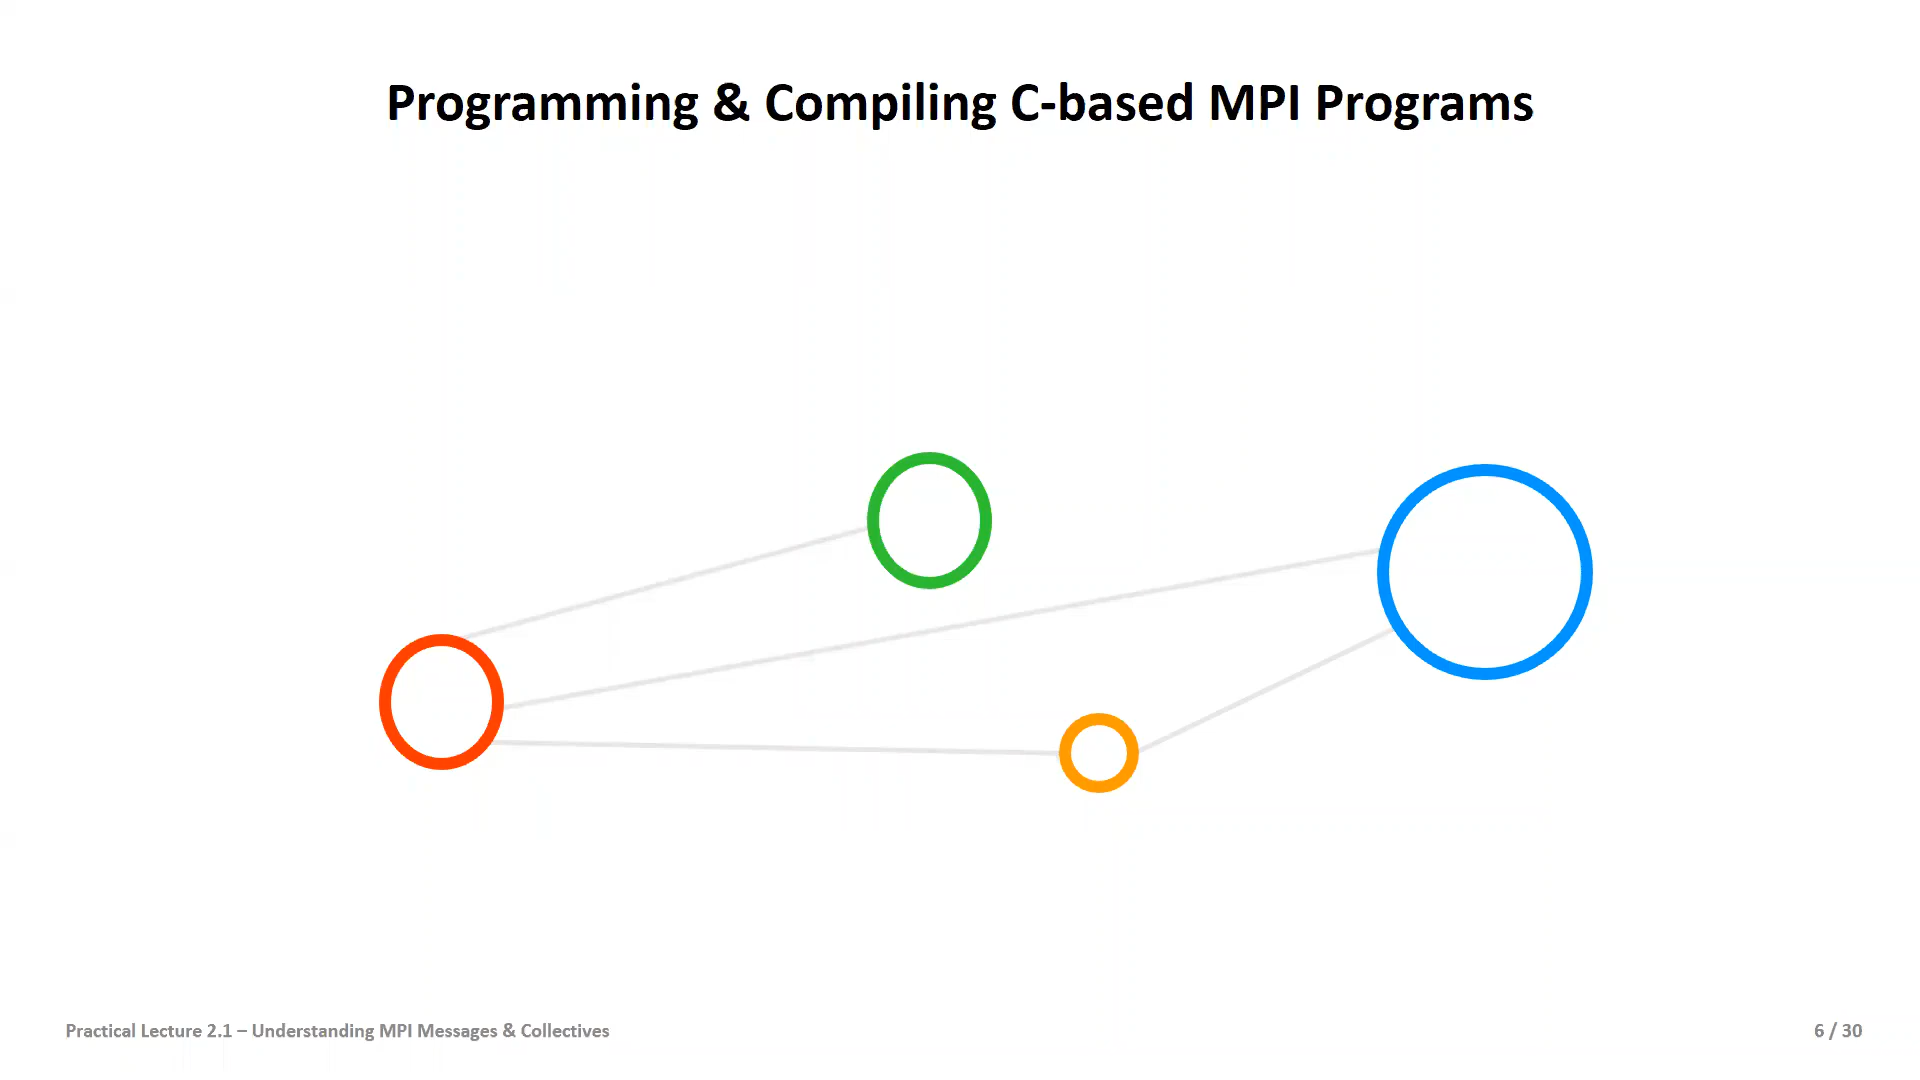 Programming & Compiling C-based MPI Programs
Practical Lecture 2.1 – Understanding MPI Messages & Collectives
6 / 30